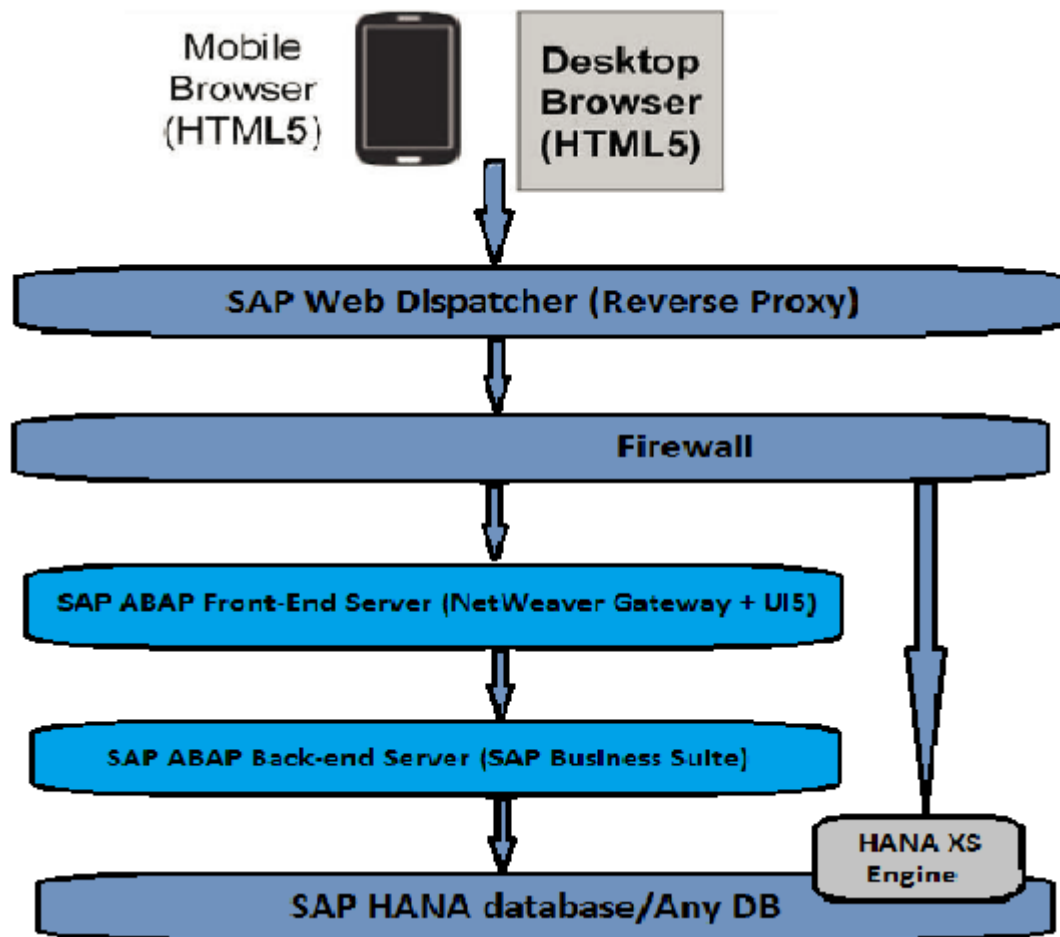 Mobile
Browser
(HTML5)
Desktop
Browser
(HTML5)
SAP Web Dispatcher (Reverse Proxy)
Firewall
SAP ABAP Front-End Server (NetWeaver Gateway + UI5)
SAP ABAP Back-end Server (SAP Business Suite)
HANA XS
Engine
SAP HANA database/Any DB